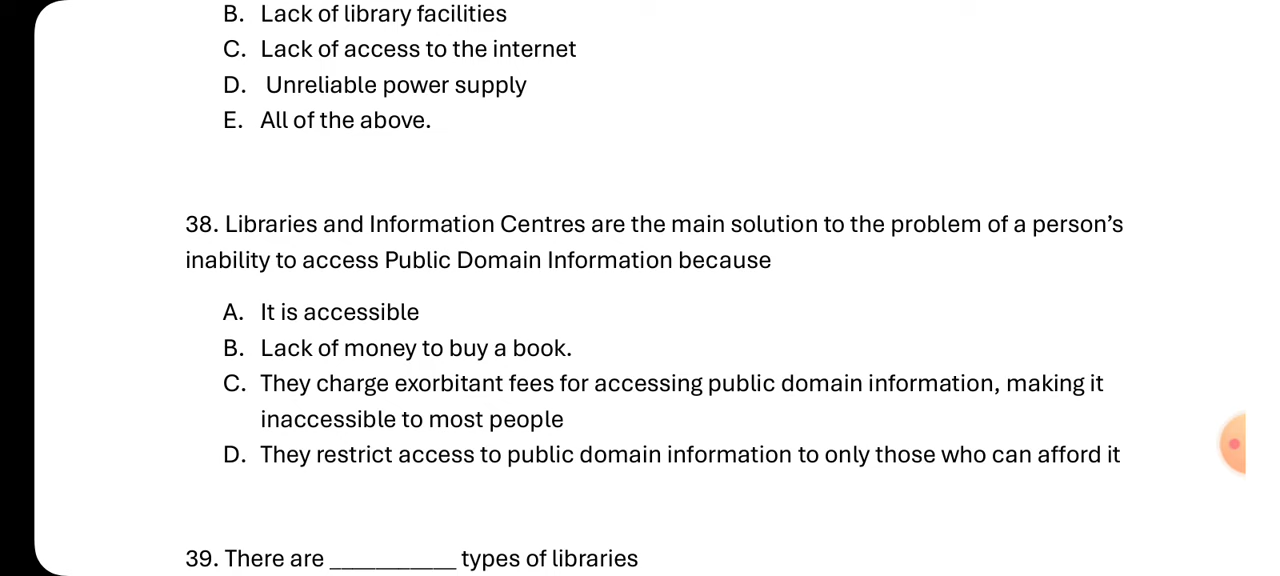 B. Lack of library facilities
C. Lack of access to the internet
D. Unreliable power supply
E. All of the above.
38. Libraries and Information Centres are the main solution to the problem of a person’s
inability to access Public Domain Information because
A. It is accessible
B. Lack of money to buy a book.
C. They charge exorbitant fees for accessing public domain information, making it
inaccessible to most people
D. They restrict access to public domain information to only those who can afford it
39. There are ___________ types of libraries